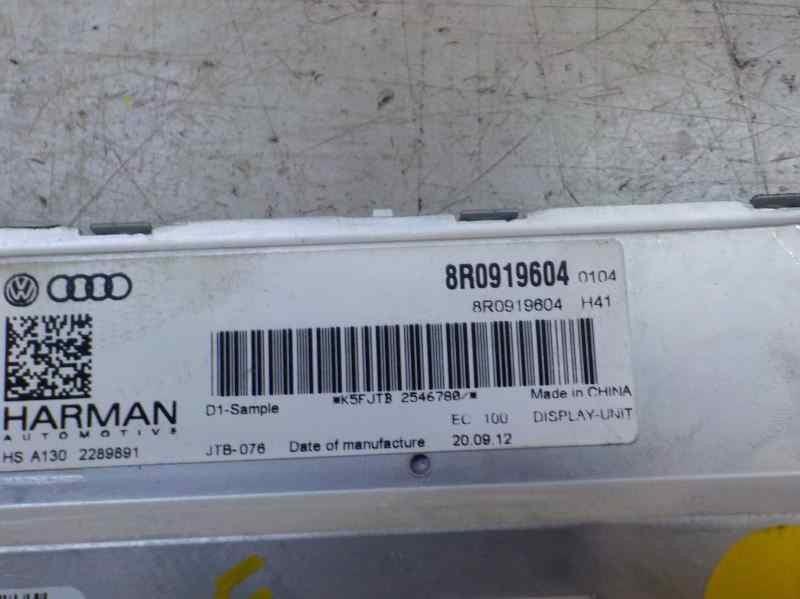 8R0919604 0104
8R0919604 H41
*K5FJTB 2546780/*
Made in CHINA
D1-Sample
EC 100 DISPLAY-UNIT
HARMAN
AUTOMOTIVE
HS A130 2289891
JTB-076 Date of manufacture 20.09.12